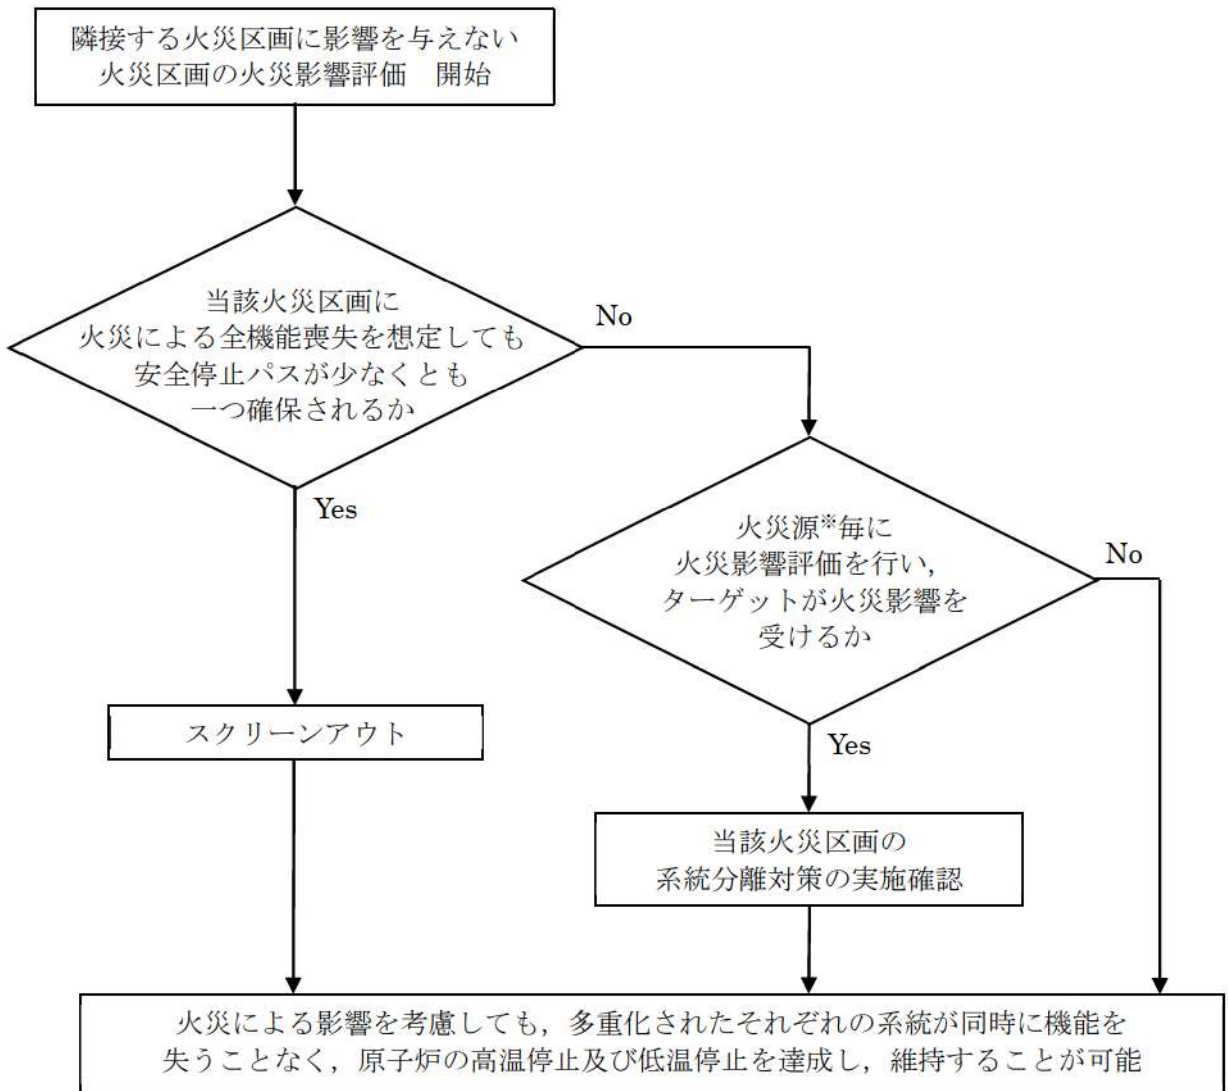 隣接する火災区画に影響を与えない
火災区画の火災影響評価　開始
当該火災区画に
火災による全機能喪失を想定しても
安全停止パスが少なくとも
一つ確保されるか
No
Yes
火災源※毎に
火災影響評価を行い,
ターゲットが火災影響を
受けるか
No
Yes
スクリーンアウト
当該火災区画の
系統分離対策の実施確認
火災による影響を考慮しても,多重化されたそれぞれの系統が同時に機能を
失うことなく,原子炉の高温停止及び低温停止を達成し,維持することが可能